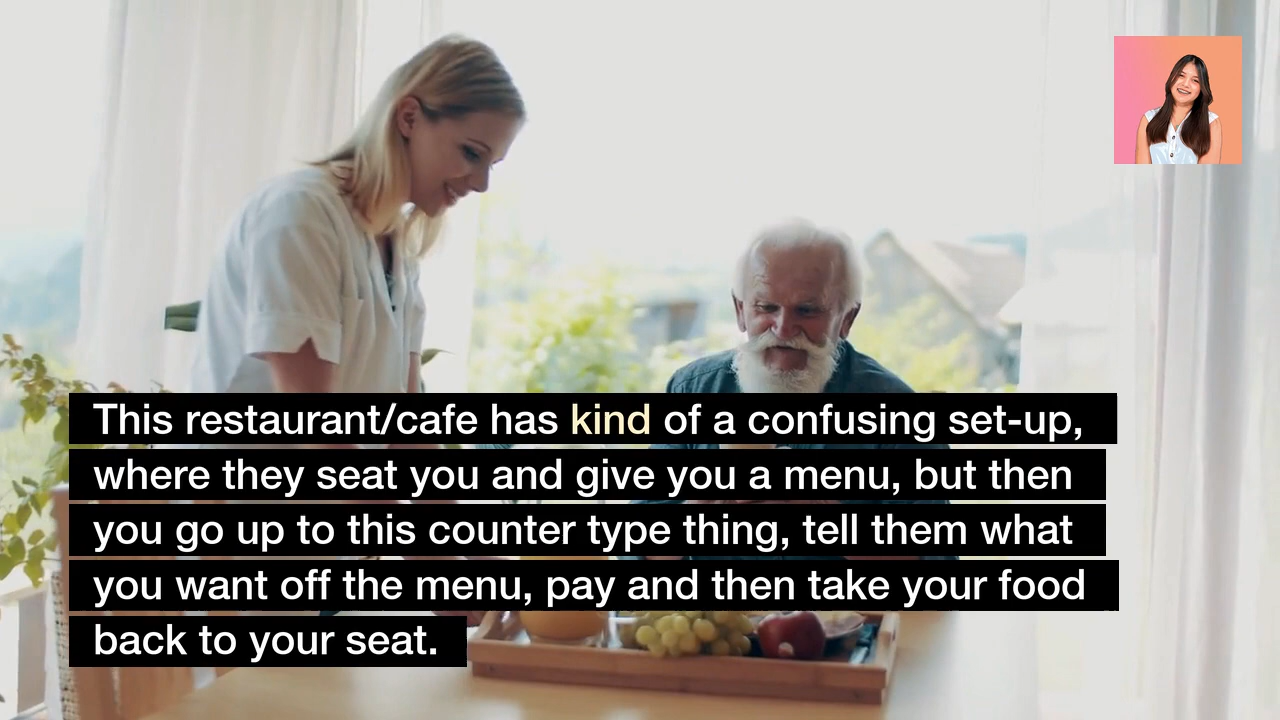 This restaurant/cafe has kind of a confusing set-up,
where they seat you and give you a menu, but then
you go up to this counter type thing, tell them what
you want off the menu, pay and then take your food
back to your seat.